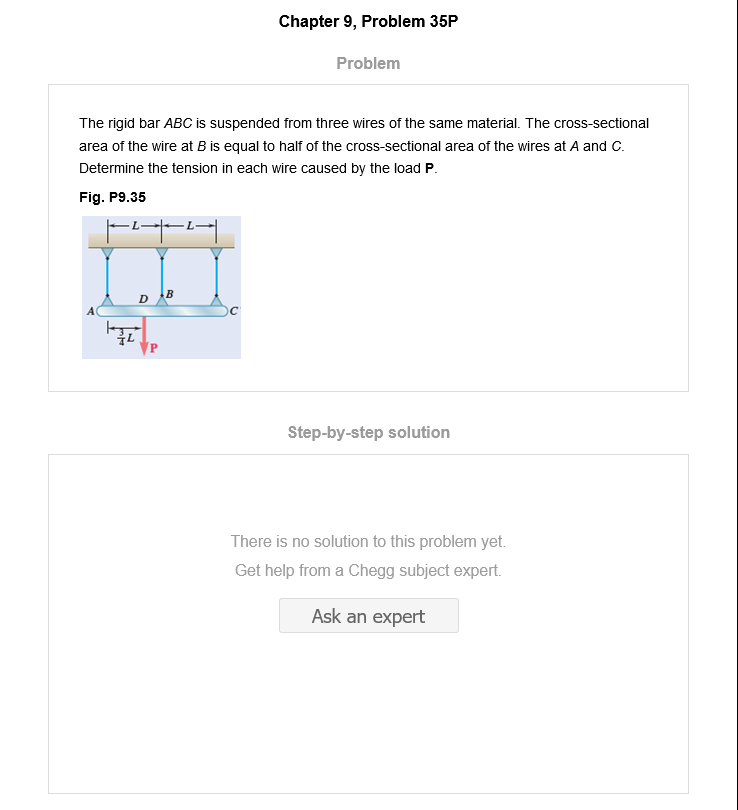 Chapter 9, Problem 35P
Problem
The rigid bar ABC is suspended from three wires of the same material. The cross-sectional
area of the wire at B is equal to half of the cross-sectional area of the wires at A and C.
Determine the tension in each wire caused by the load P.
Fig. P9.35
L L
D B
A C
3/4 L
P
Step-by-step solution
There is no solution to this problem yet.
Get help from a Chegg subject expert.
Ask an expert